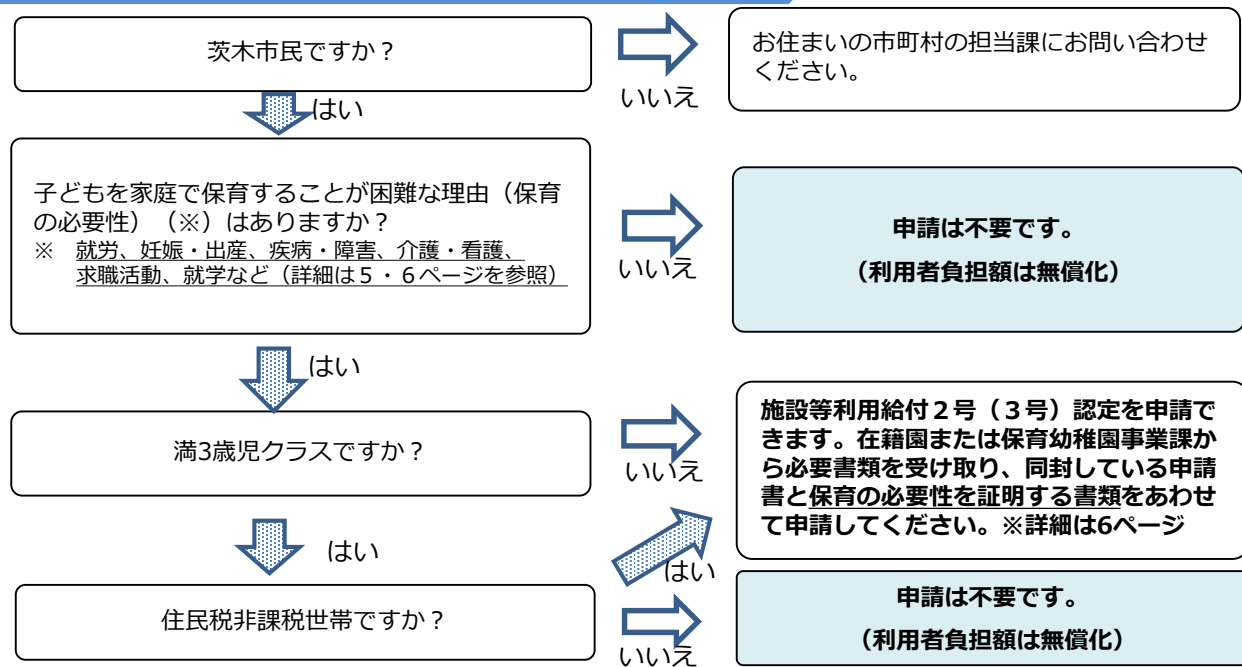 茨木市民ですか？
いいえ
お住まいの市町村の担当課にお問い合わせ
ください。
はい
子どもを家庭で保育することが困難な理由（保育
の必要性）（※）はありますか？
※　就労、妊娠・出産、疾病・障害、介護・看護、
求職活動、就学など（詳細は５・６ページを参照）
いいえ
申請は不要です。
（利用者負担額は無償化）
はい
満3歳児クラスですか？
いいえ
施設等利用給付２号（３号）認定を申請で
きます。在籍園または保育幼稚園事業課か
ら必要書類を受け取り、同封している申請
書と保育の必要性を証明する書類をあわせ
て申請してください。※詳細は6ページ
はい
はい
住民税非課税世帯ですか？
いいえ
申請は不要です。
（利用者負担額は無償化）